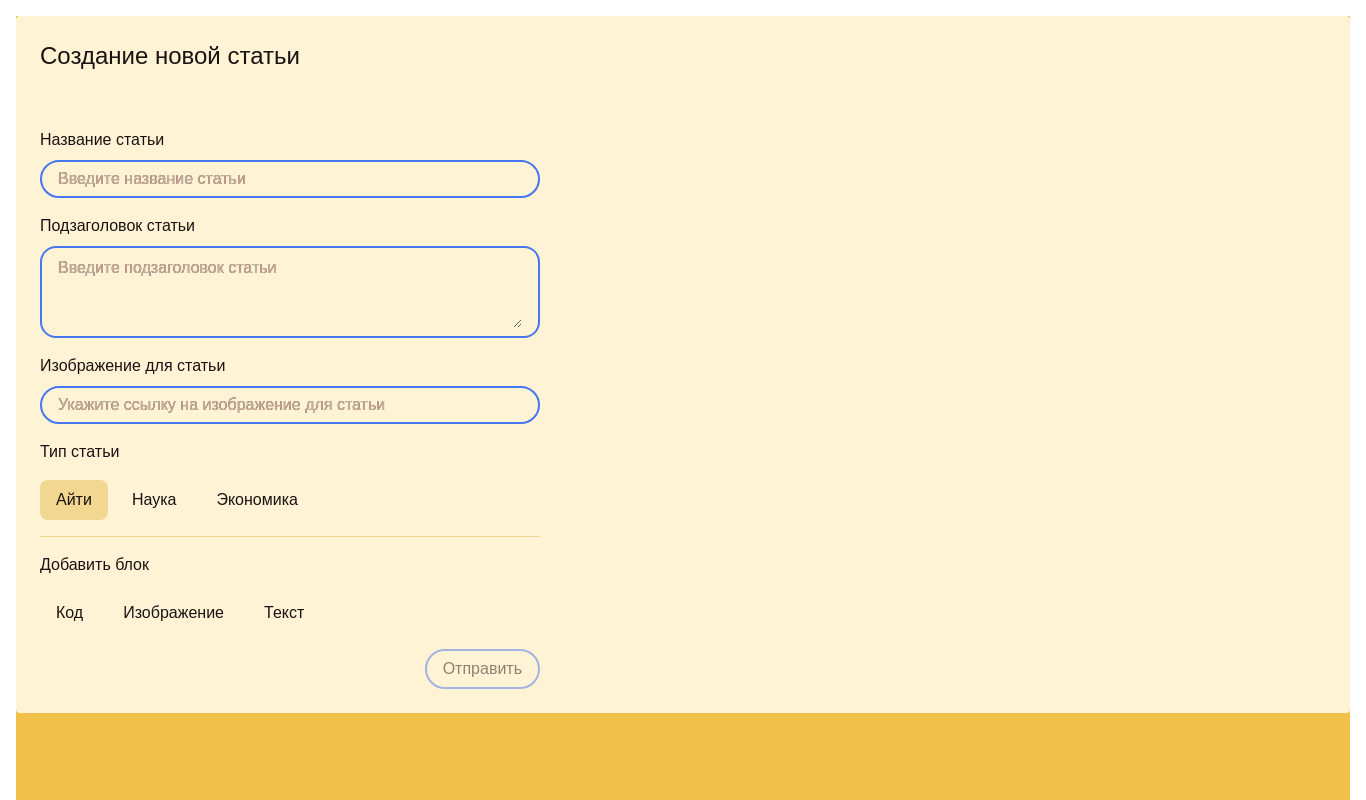 Создание новой статьи
Название статьи
Введите название статьи
Подзаголовок статьи
Введите подзаголовок статьи
Изображение для статьи
Укажите ссылку на изображение для статьи
Тип статьи
Айти Наука Экономика
Добавить блок
Код Изображение Текст
Отправить